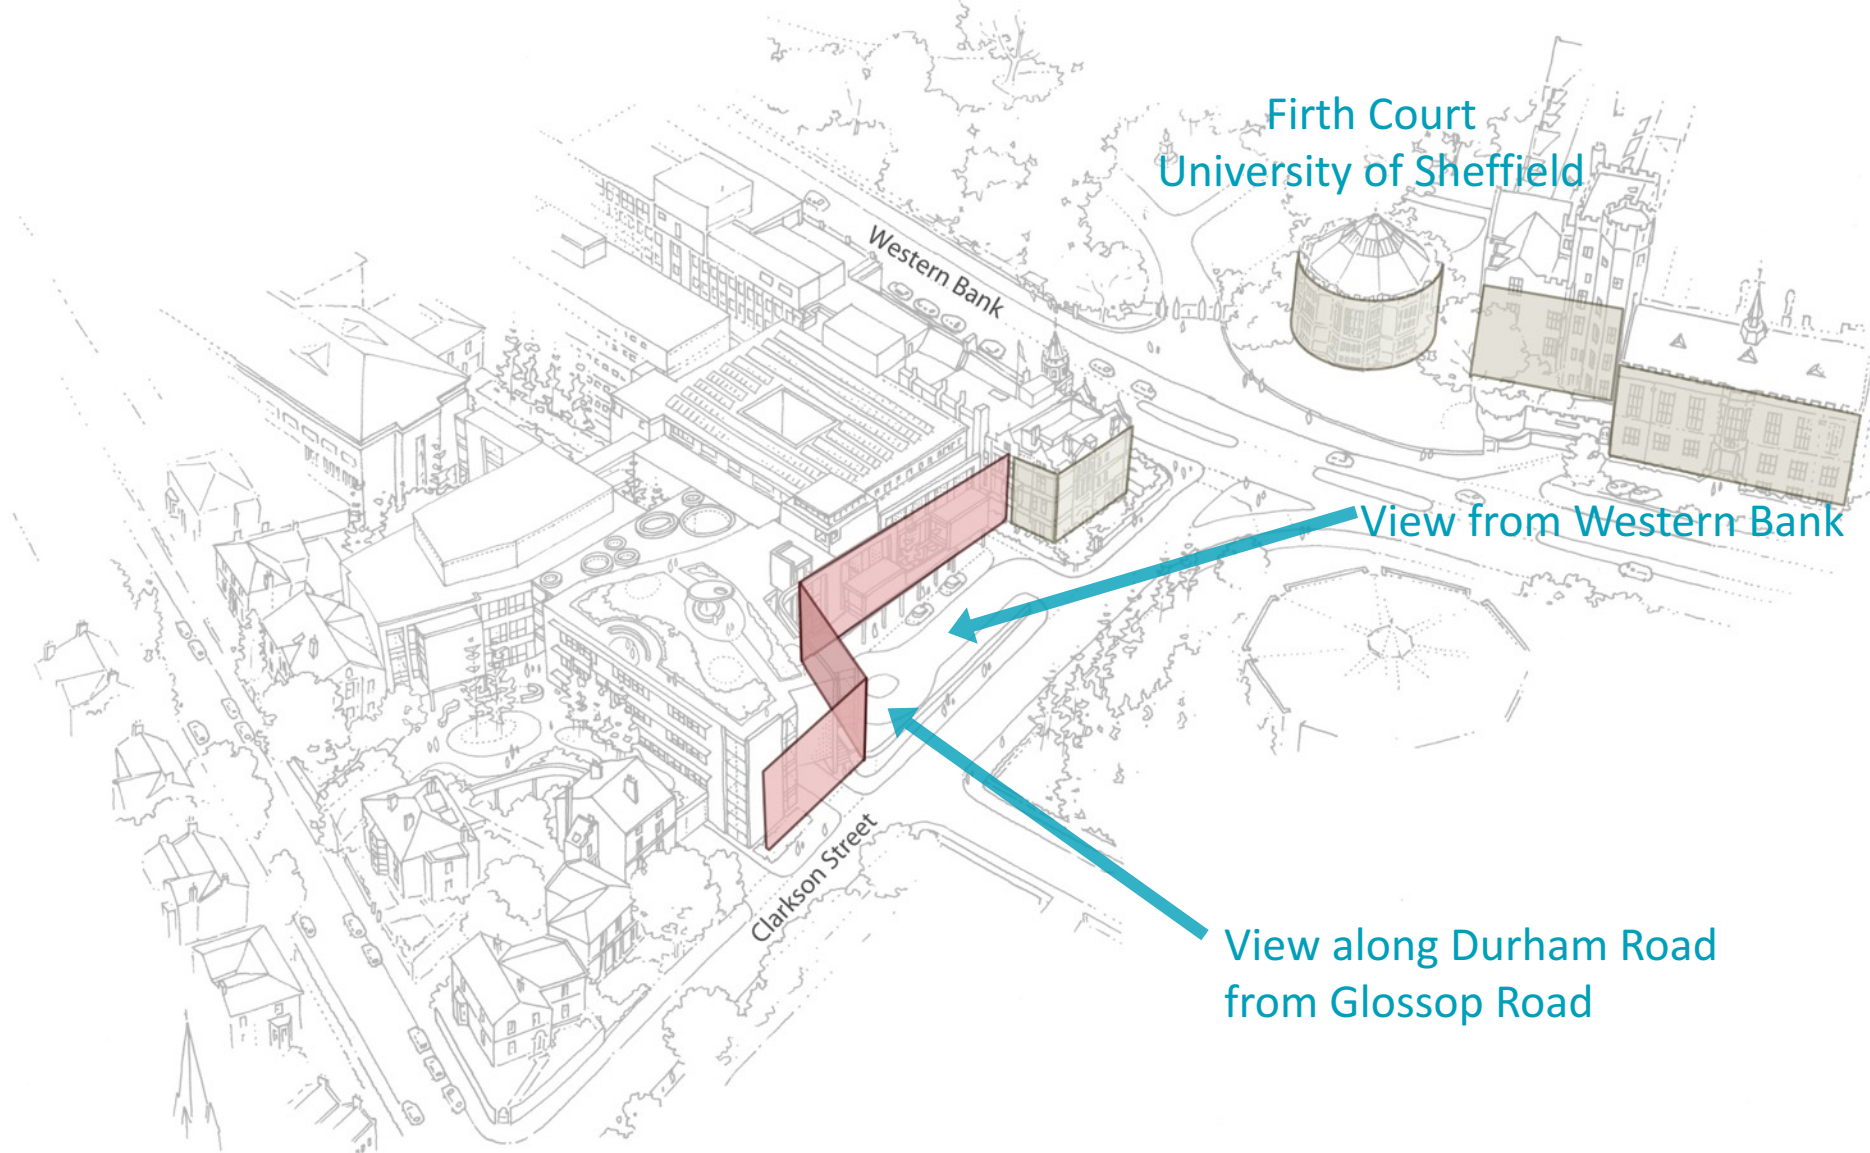 Firth Court
University of Sheffield
Western Bank
View from Western Bank
Clarkson Street
View along Durham Road
from Glossop Road